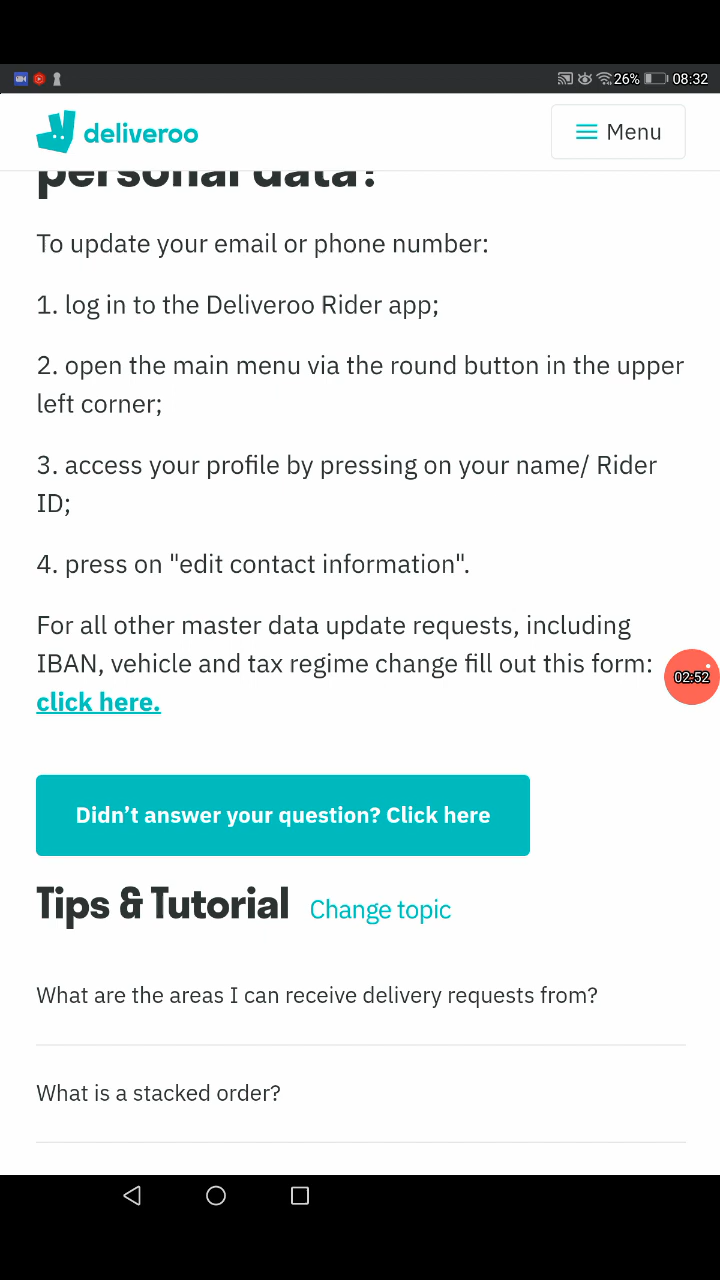 26% 08:32
deliveroo
Menu
personal data?
To update your email or phone number:
1. log in to the Deliveroo Rider app;
2. open the main menu via the round button in the upper
left corner;
3. access your profile by pressing on your name/ Rider
ID;
4. press on "edit contact information".
For all other master data update requests, including
IBAN, vehicle and tax regime change fill out this form:
02:52
click here.
Didn’t answer your question? Click here
Tips & Tutorial Change topic
What are the areas I can receive delivery requests from?
What is a stacked order?